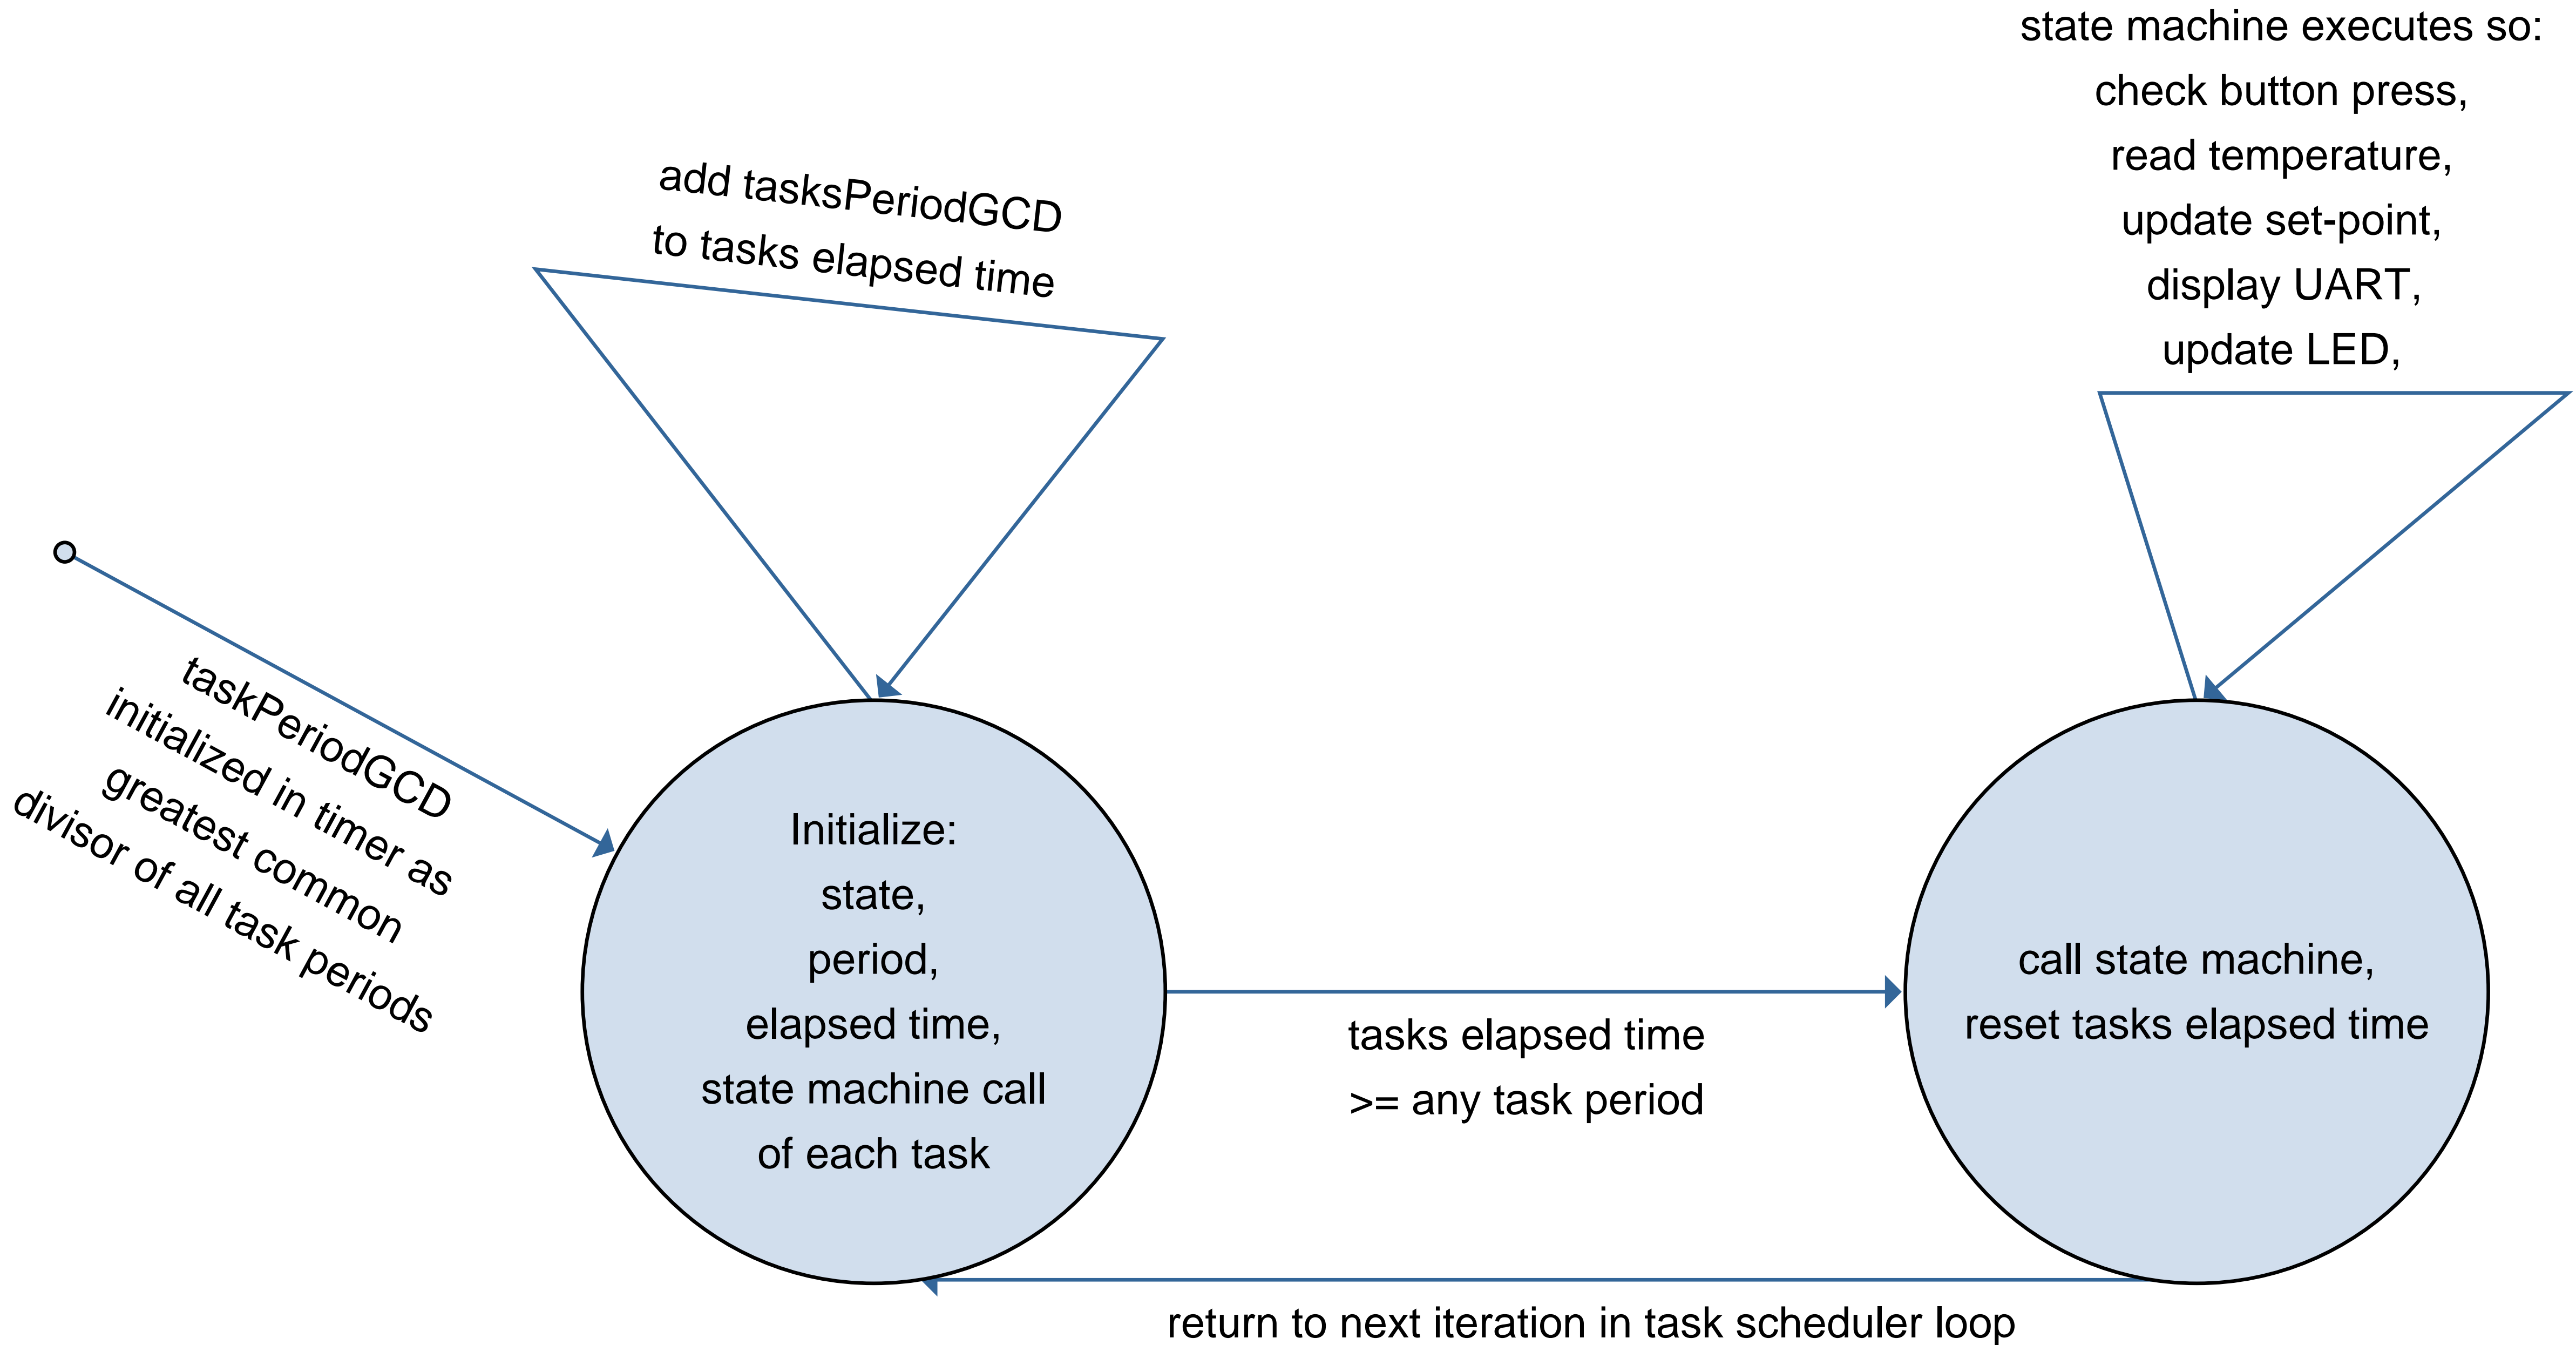 state machine executes so:
check button press,
read temperature,
update set-point,
display UART,
update LED,
add tasksPeriodGCD
to tasks elapsed time
taskPeriodGCD
initialized in timer as
greatest common
divisor of all task periods
Initialize:
state,
period,
elapsed time,
state machine call
of each task
tasks elapsed time
>= any task period
call state machine,
reset tasks elapsed time
return to next iteration in task scheduler loop